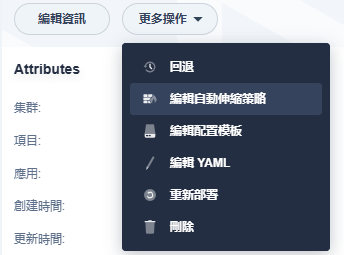 編輯資訊
更多操作
Attributes
集群:
項目:
應用:
創建時間:
更新時間:
回退
編輯自動伸縮策略
編輯配置模板
編輯 YAML
重新部署
刪除